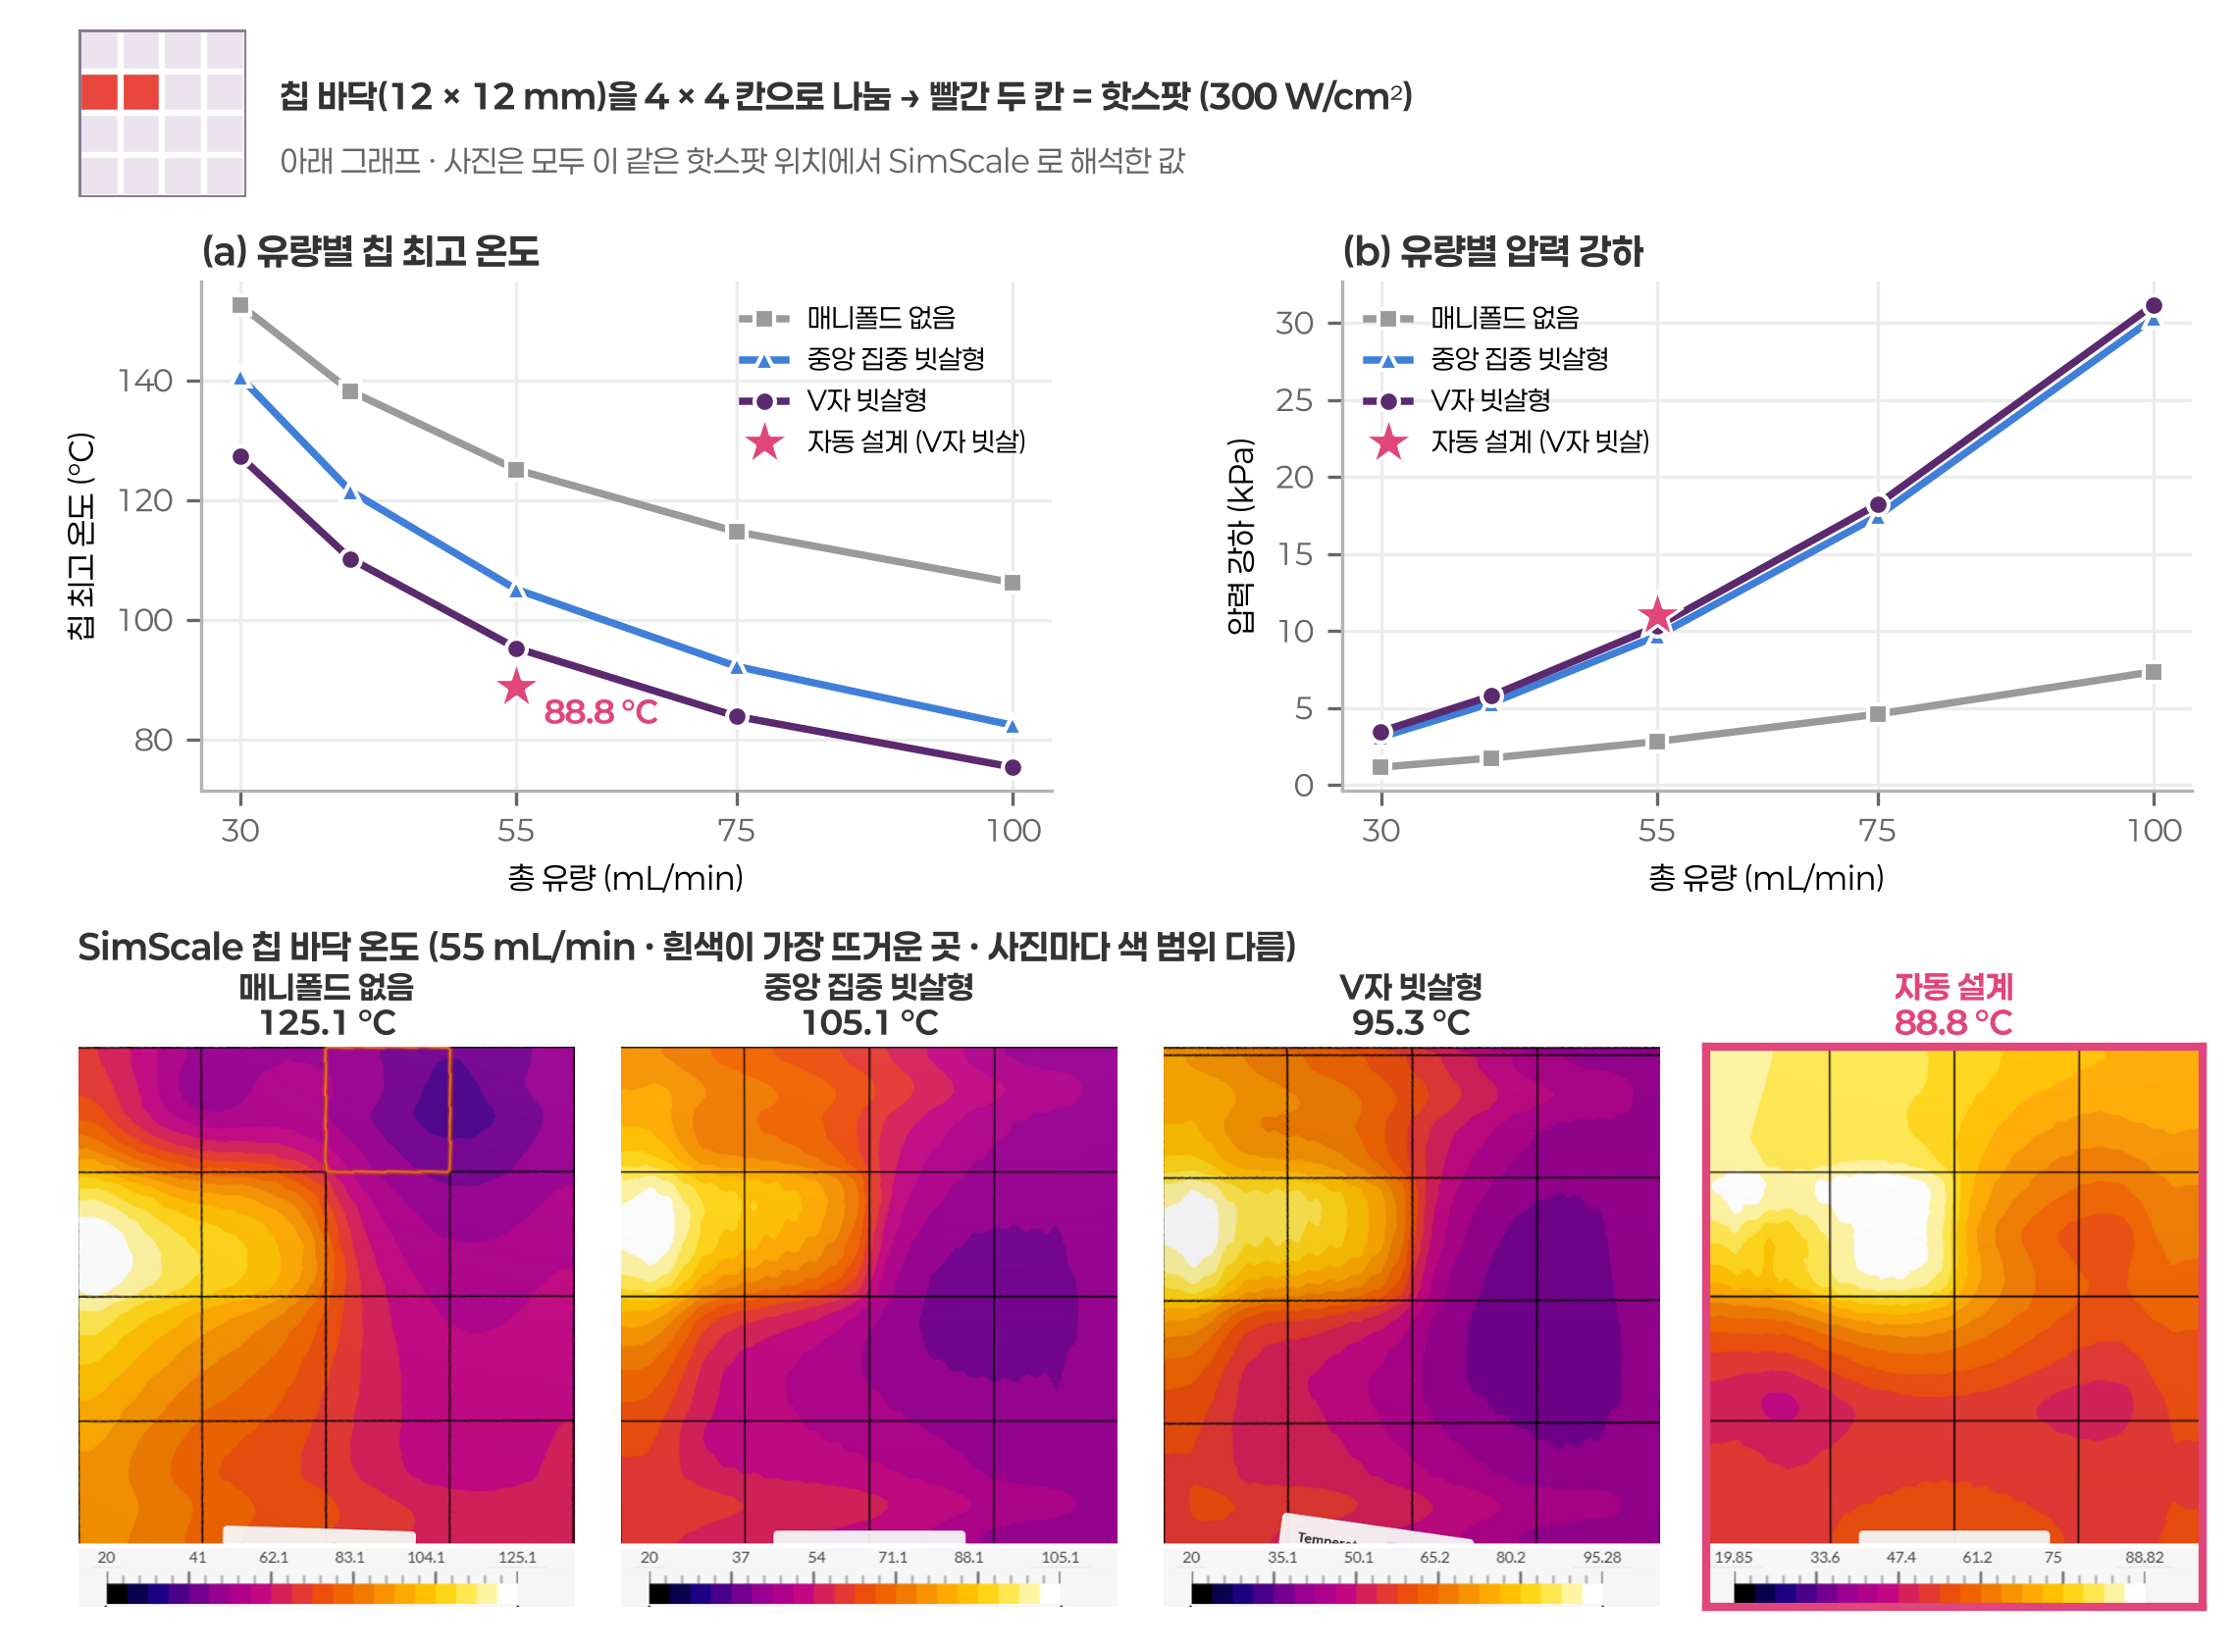 칩 바닥(12 × 12 mm)을 4 × 4 칸으로 나눔 → 빨간 두 칸 = 핫스팟 (300 W/cm²)
아래 그래프 · 사진은 모두 이 같은 핫스팟 위치에서 SimScale 로 해석한 값
(a) 유량별 칩 최고 온도
칩 최고 온도 (°C)
140
120
100
80
매니폴드 없음
중앙 집중 빗살형
V자 빗살형
자동 설계 (V자 빗살)
88.8 °C
30 55 75 100
총 유량 (mL/min)
(b) 유량별 압력 강하
압력 강하 (kPa)
30
25
20
15
10
5
0
매니폴드 없음
중앙 집중 빗살형
V자 빗살형
자동 설계 (V자 빗살)
30 55 75 100
총 유량 (mL/min)
SimScale 칩 바닥 온도 (55 mL/min · 흰색이 가장 뜨거운 곳 · 사진마다 색 범위 다름)
매니폴드 없음
125.1 °C
20 41 62.1 83.1 104.1 125.1
중앙 집중 빗살형
105.1 °C
20 37 54 71.1 88.1 105.1
V자 빗살형
95.3 °C
20 35.1 50.1 65.2 80.2 95.28
자동 설계
88.8 °C
19.85 33.6 47.4 61.2 75 88.82